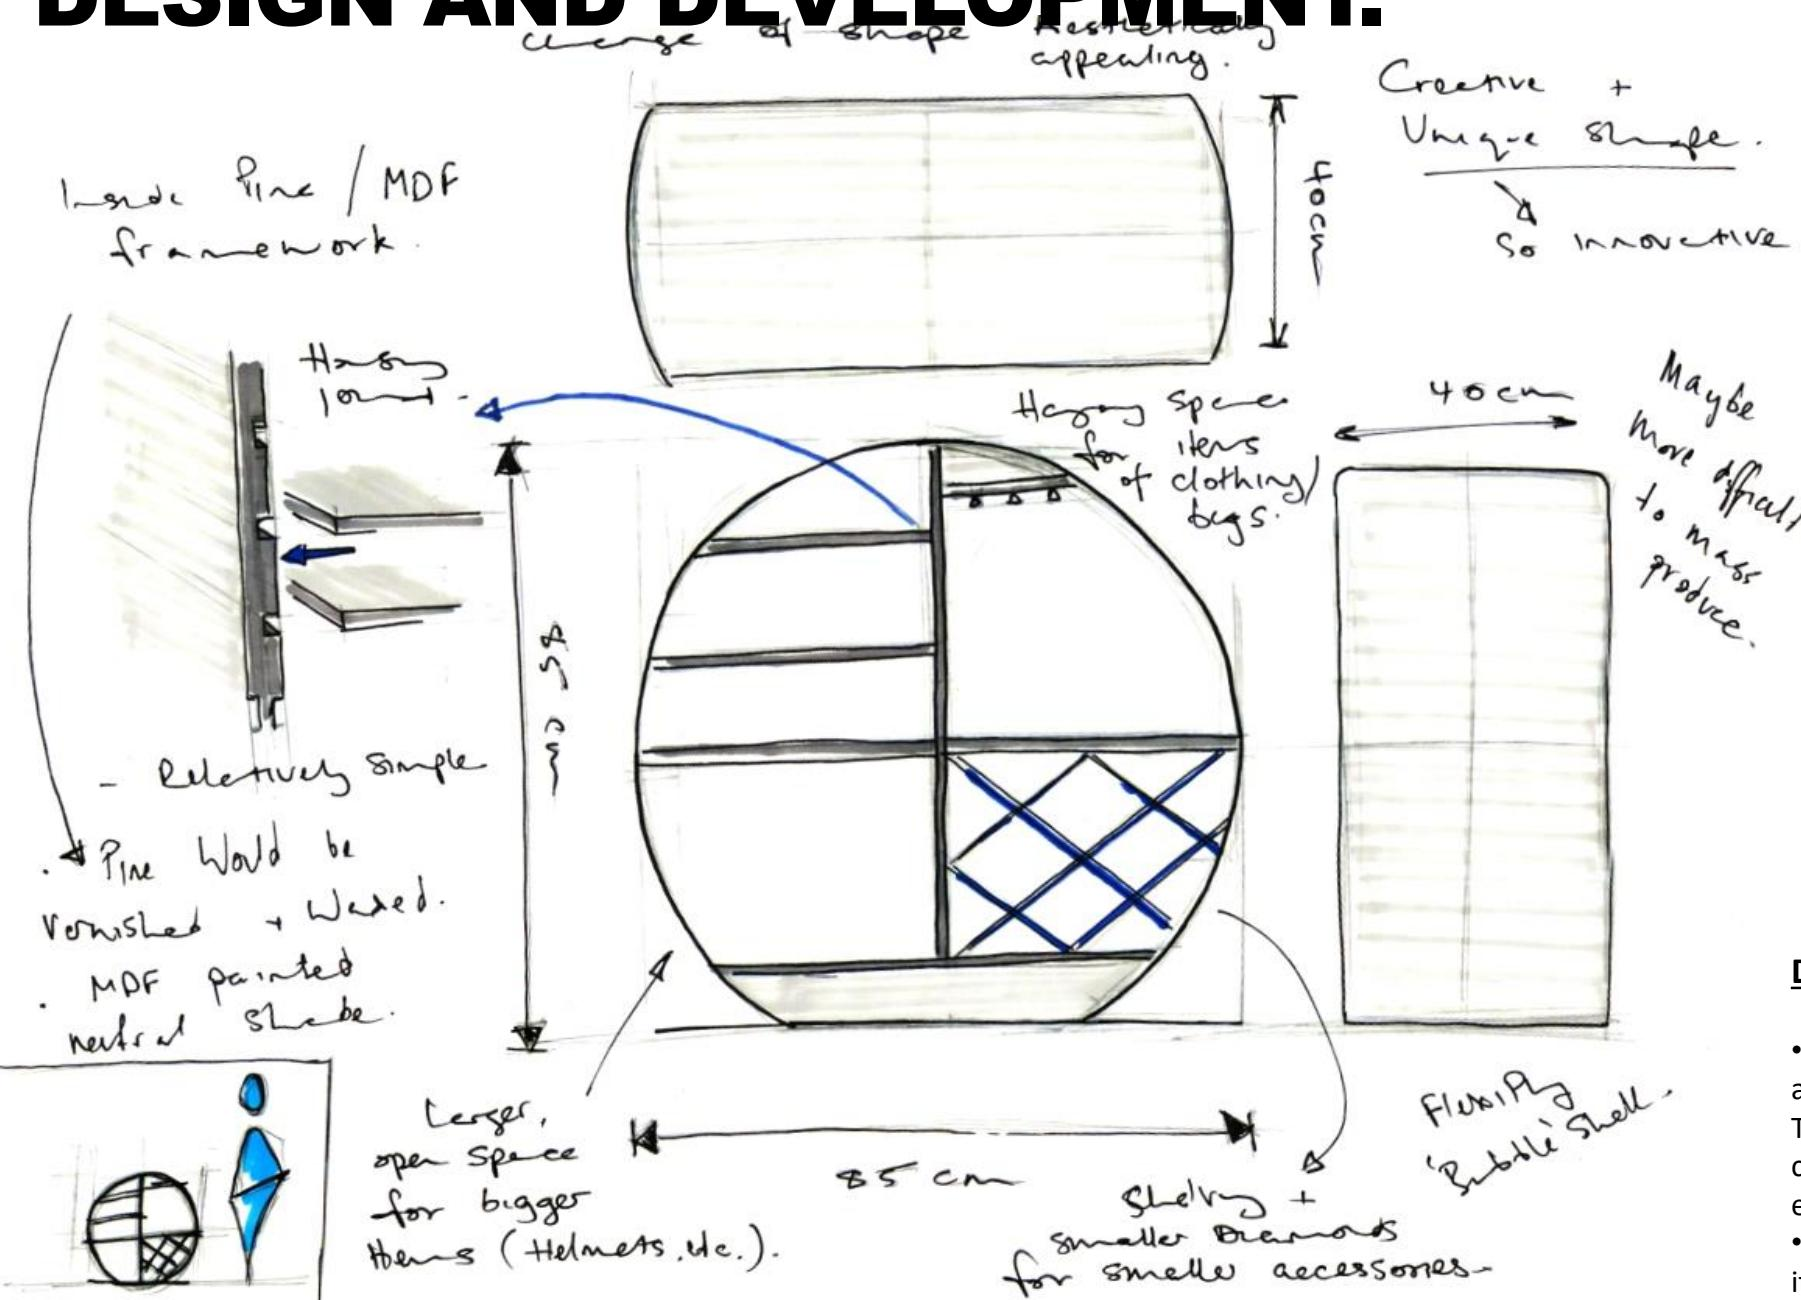 DESIGN AND DEVELOPMENT.
Change of shape Aesthetically
appealing.
Creative +
Unique Shape.
So innovative
Inside Pine / MDF
framework.
40cm
Housing
joint -
Hanging Space
for items
of clothing/
bags.
40cm
Maybe
More difficult
to mass
produce.
85 cm
- Relatively Simple
• Pine Would be
Varnished + Waxed.
• MDF painted
neutral Shade.
Larger,
open Space
for bigger
Items (Helmets, etc.).
85 cm
Shelving +
smaller Diamonds
for smaller accessories.
FlexiPly
'Bubble' Shell.
D
•
a
T
e
•